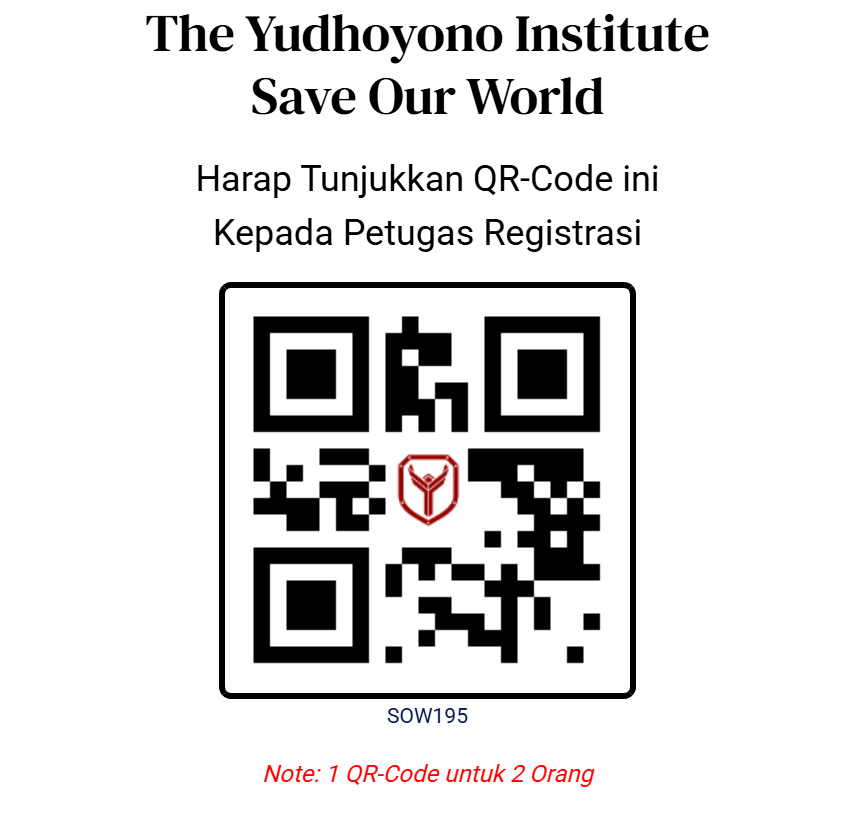 The Yudhoyono Institute
Save Our World
Harap Tunjukkan QR-Code ini
Kepada Petugas Registrasi
SOW195
Note: 1 QR-Code untuk 2 Orang